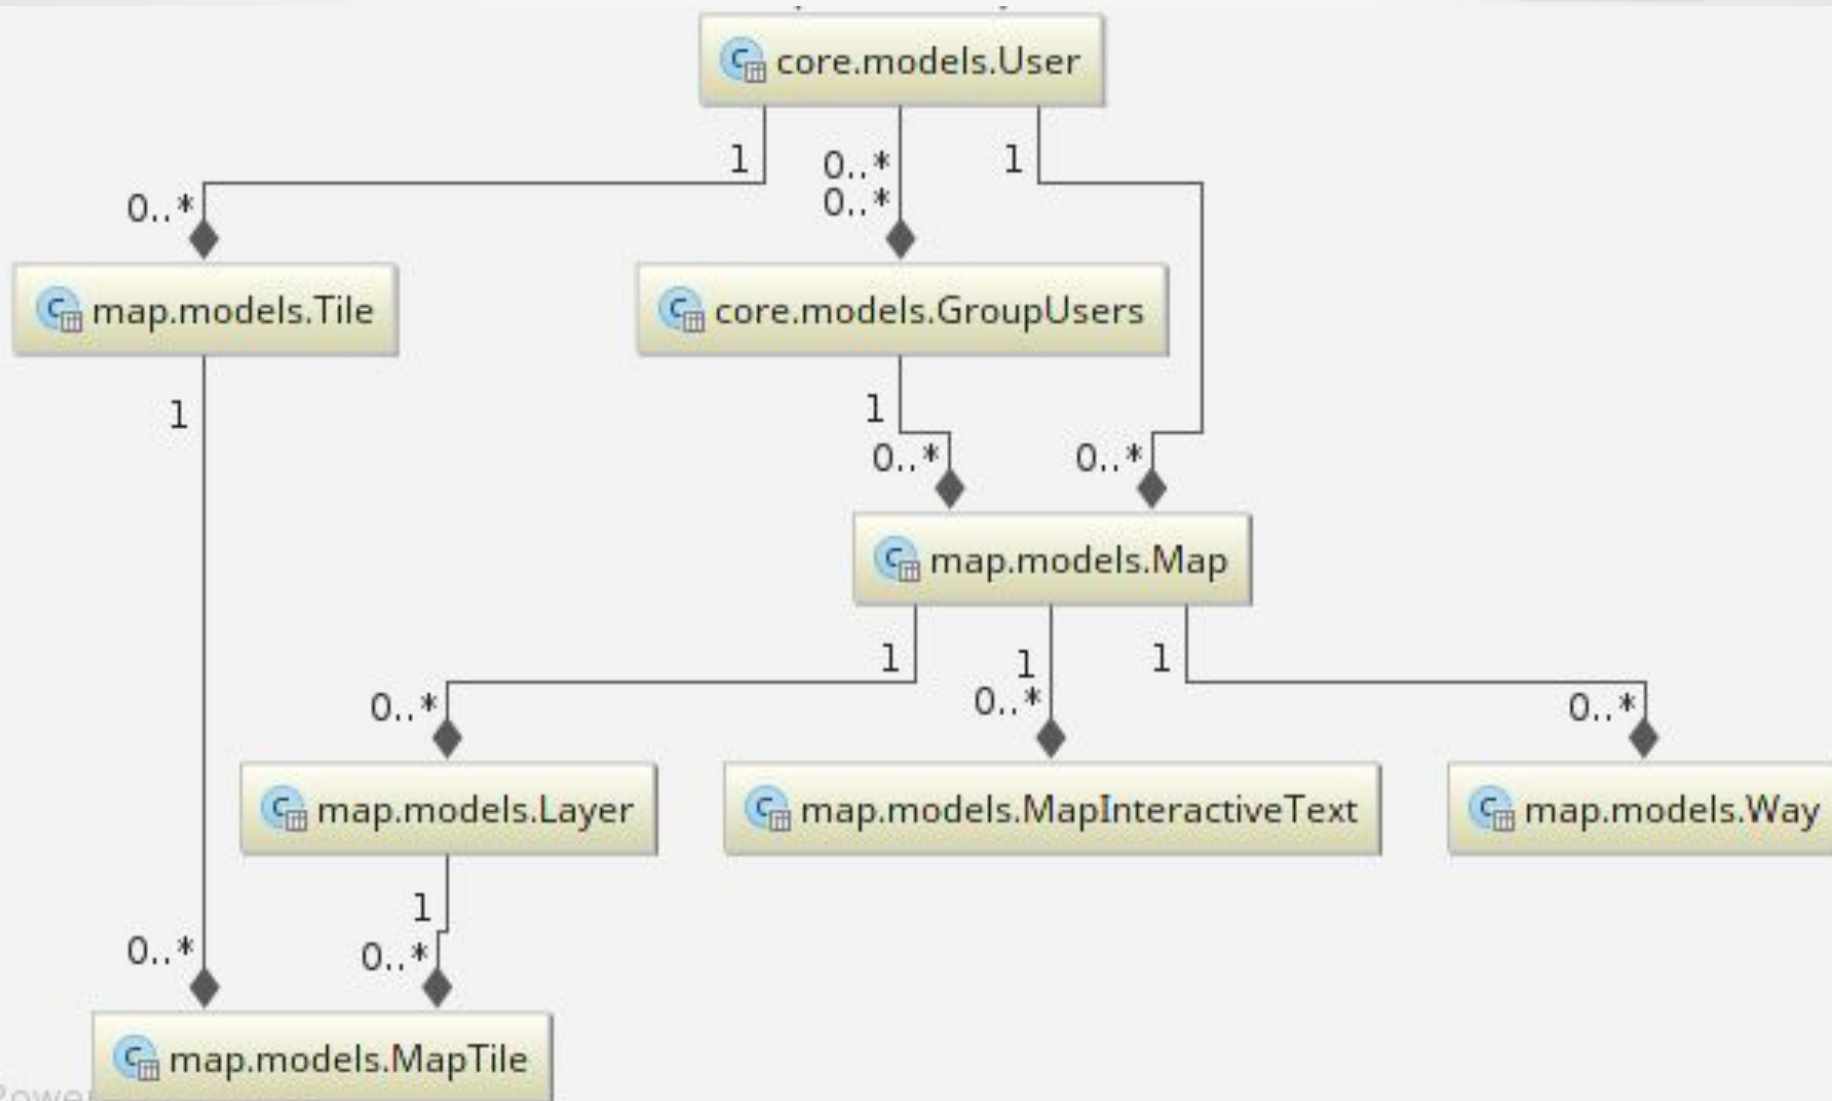 core.models.User
1
0..*
1
0..*
0..*
map.models.Tile
core.models.GroupUsers
1
1
0..*
0..*
map.models.Map
1
1
1
0..*
0..*
0..*
map.models.Layer
map.models.MapInteractiveText
map.models.Way
1
0..*
0..*
map.models.MapTile